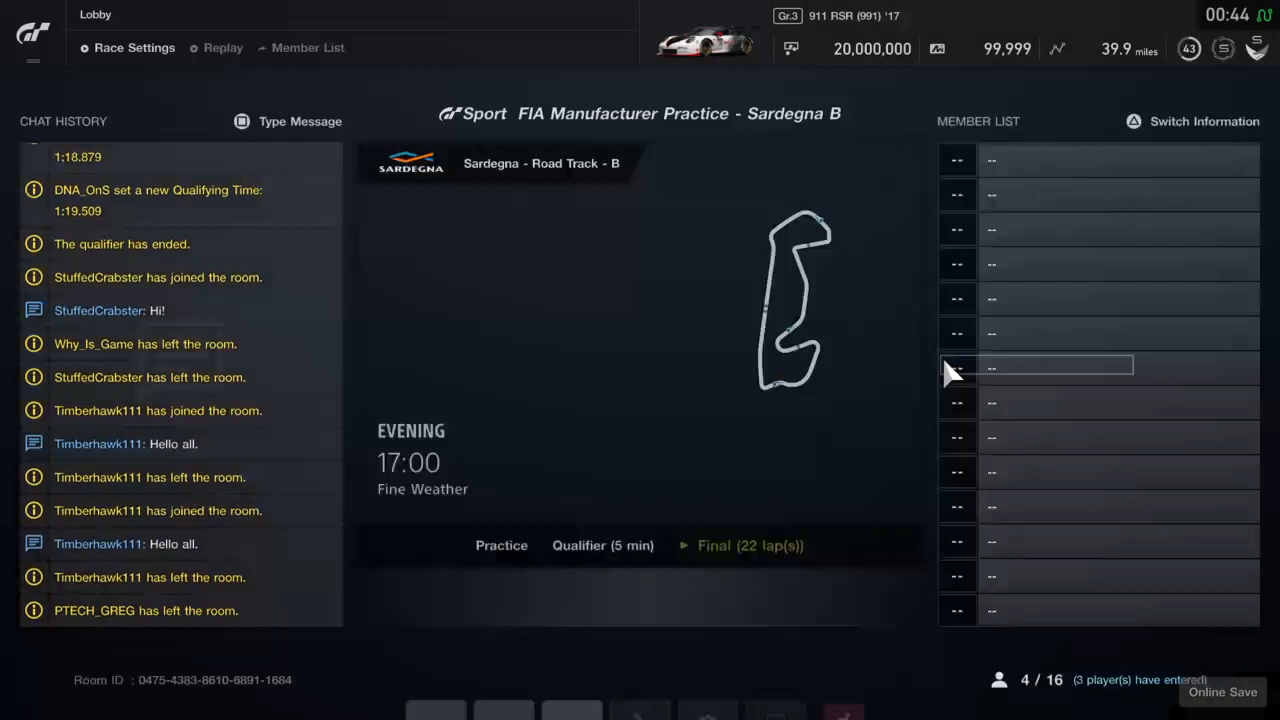 Lobby
Race Settings
Replay
Member List
Gr.3
911 RSR (991) '17
00:44
20,000,000
99,999
39.9 miles
43
S
S
CHAT HISTORY
Type Message
Sport FIA Manufacturer Practice - Sardegna B
MEMBER LIST
Switch Information
1:18.879
DNA_OnS set a new Qualifying Time:
1:19.509
The qualifier has ended.
StuffedCrabster has joined the room.
StuffedCrabster: Hi!
Why_Is_Game has left the room.
StuffedCrabster has left the room.
Timberhawk111 has joined the room.
Timberhawk111: Hello all.
Timberhawk111 has left the room.
Timberhawk111 has joined the room.
Timberhawk111: Hello all.
Timberhawk111 has left the room.
PTECH_GREG has left the room.
SARDEGNA
Sardegna - Road Track - B
EVENING
17:00
Fine Weather
Practice
Qualifier (5 min)
Final (22 lap(s))
-- --
-- --
-- --
-- --
-- --
-- --
-- --
-- --
-- --
-- --
-- --
-- --
-- --
-- --
Room ID : 0475-4383-8610-6891-1684
4 / 16
(3 player(s) have entered)
Online Save